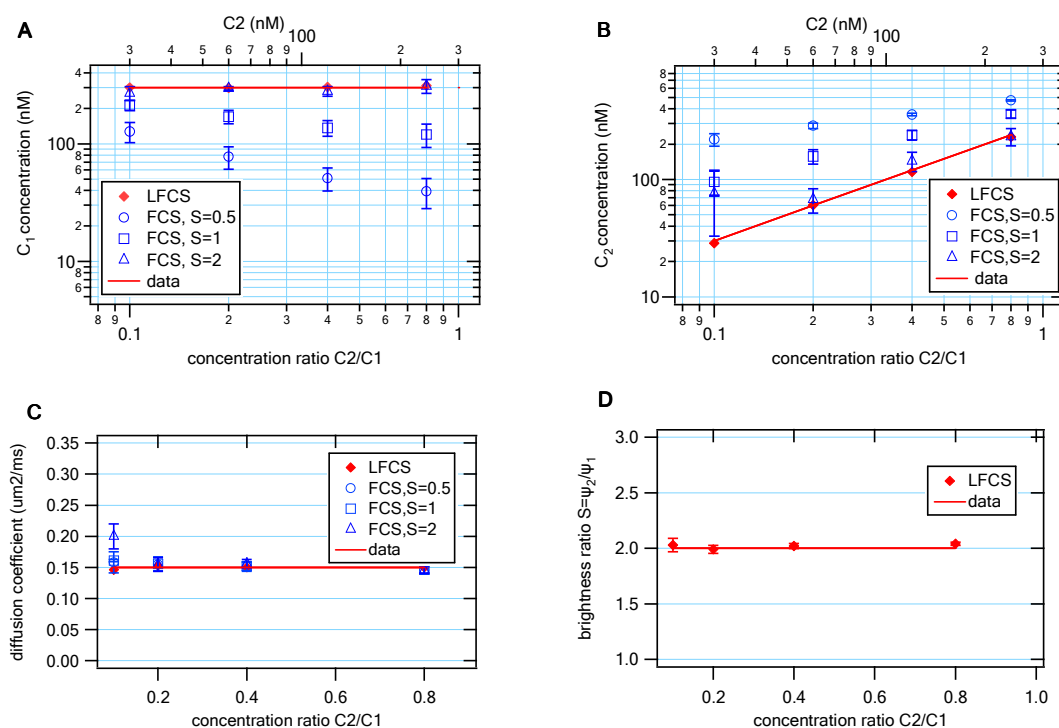 A
C2 (nM)
100
3 4 5 6 7 8 9 2 3
C1 concentration (nM)
4
3
2
100
8
6
4
2
10
8
6
4
LFCS
FCS, S=0.5
FCS, S=1
FCS, S=2
data
8 9 2 3 4 5 6 7 8 9
0.1 1
concentration ratio C2/C1
B
C2 (nM)
100
3 4 5 6 7 8 9 2 3
C2 concentration (nM)
8
6
4
2
100
8
6
4
2
10
LFCS
FCS,S=0.5
FCS,S=1
FCS,S=2
data
8 9 2 3 4 5 6 7 8 9
0.1 1
concentration ratio C2/C1
C
diffusion coefficient (um2/ms)
0.35
0.30
0.25
0.20
0.15
0.10
0.05
0.00
LFCS
FCS,S=0.5
FCS,S=1
FCS,S=2
data
0.2 0.4 0.6 0.8
concentration ratio C2/C1
D
brightness ratio S=ψ2/ψ1
3.0
2.5
2.0
1.5
1.0
LFCS
data
0.2 0.4 0.6 0.8 1.0
concentration ratio C2/C1